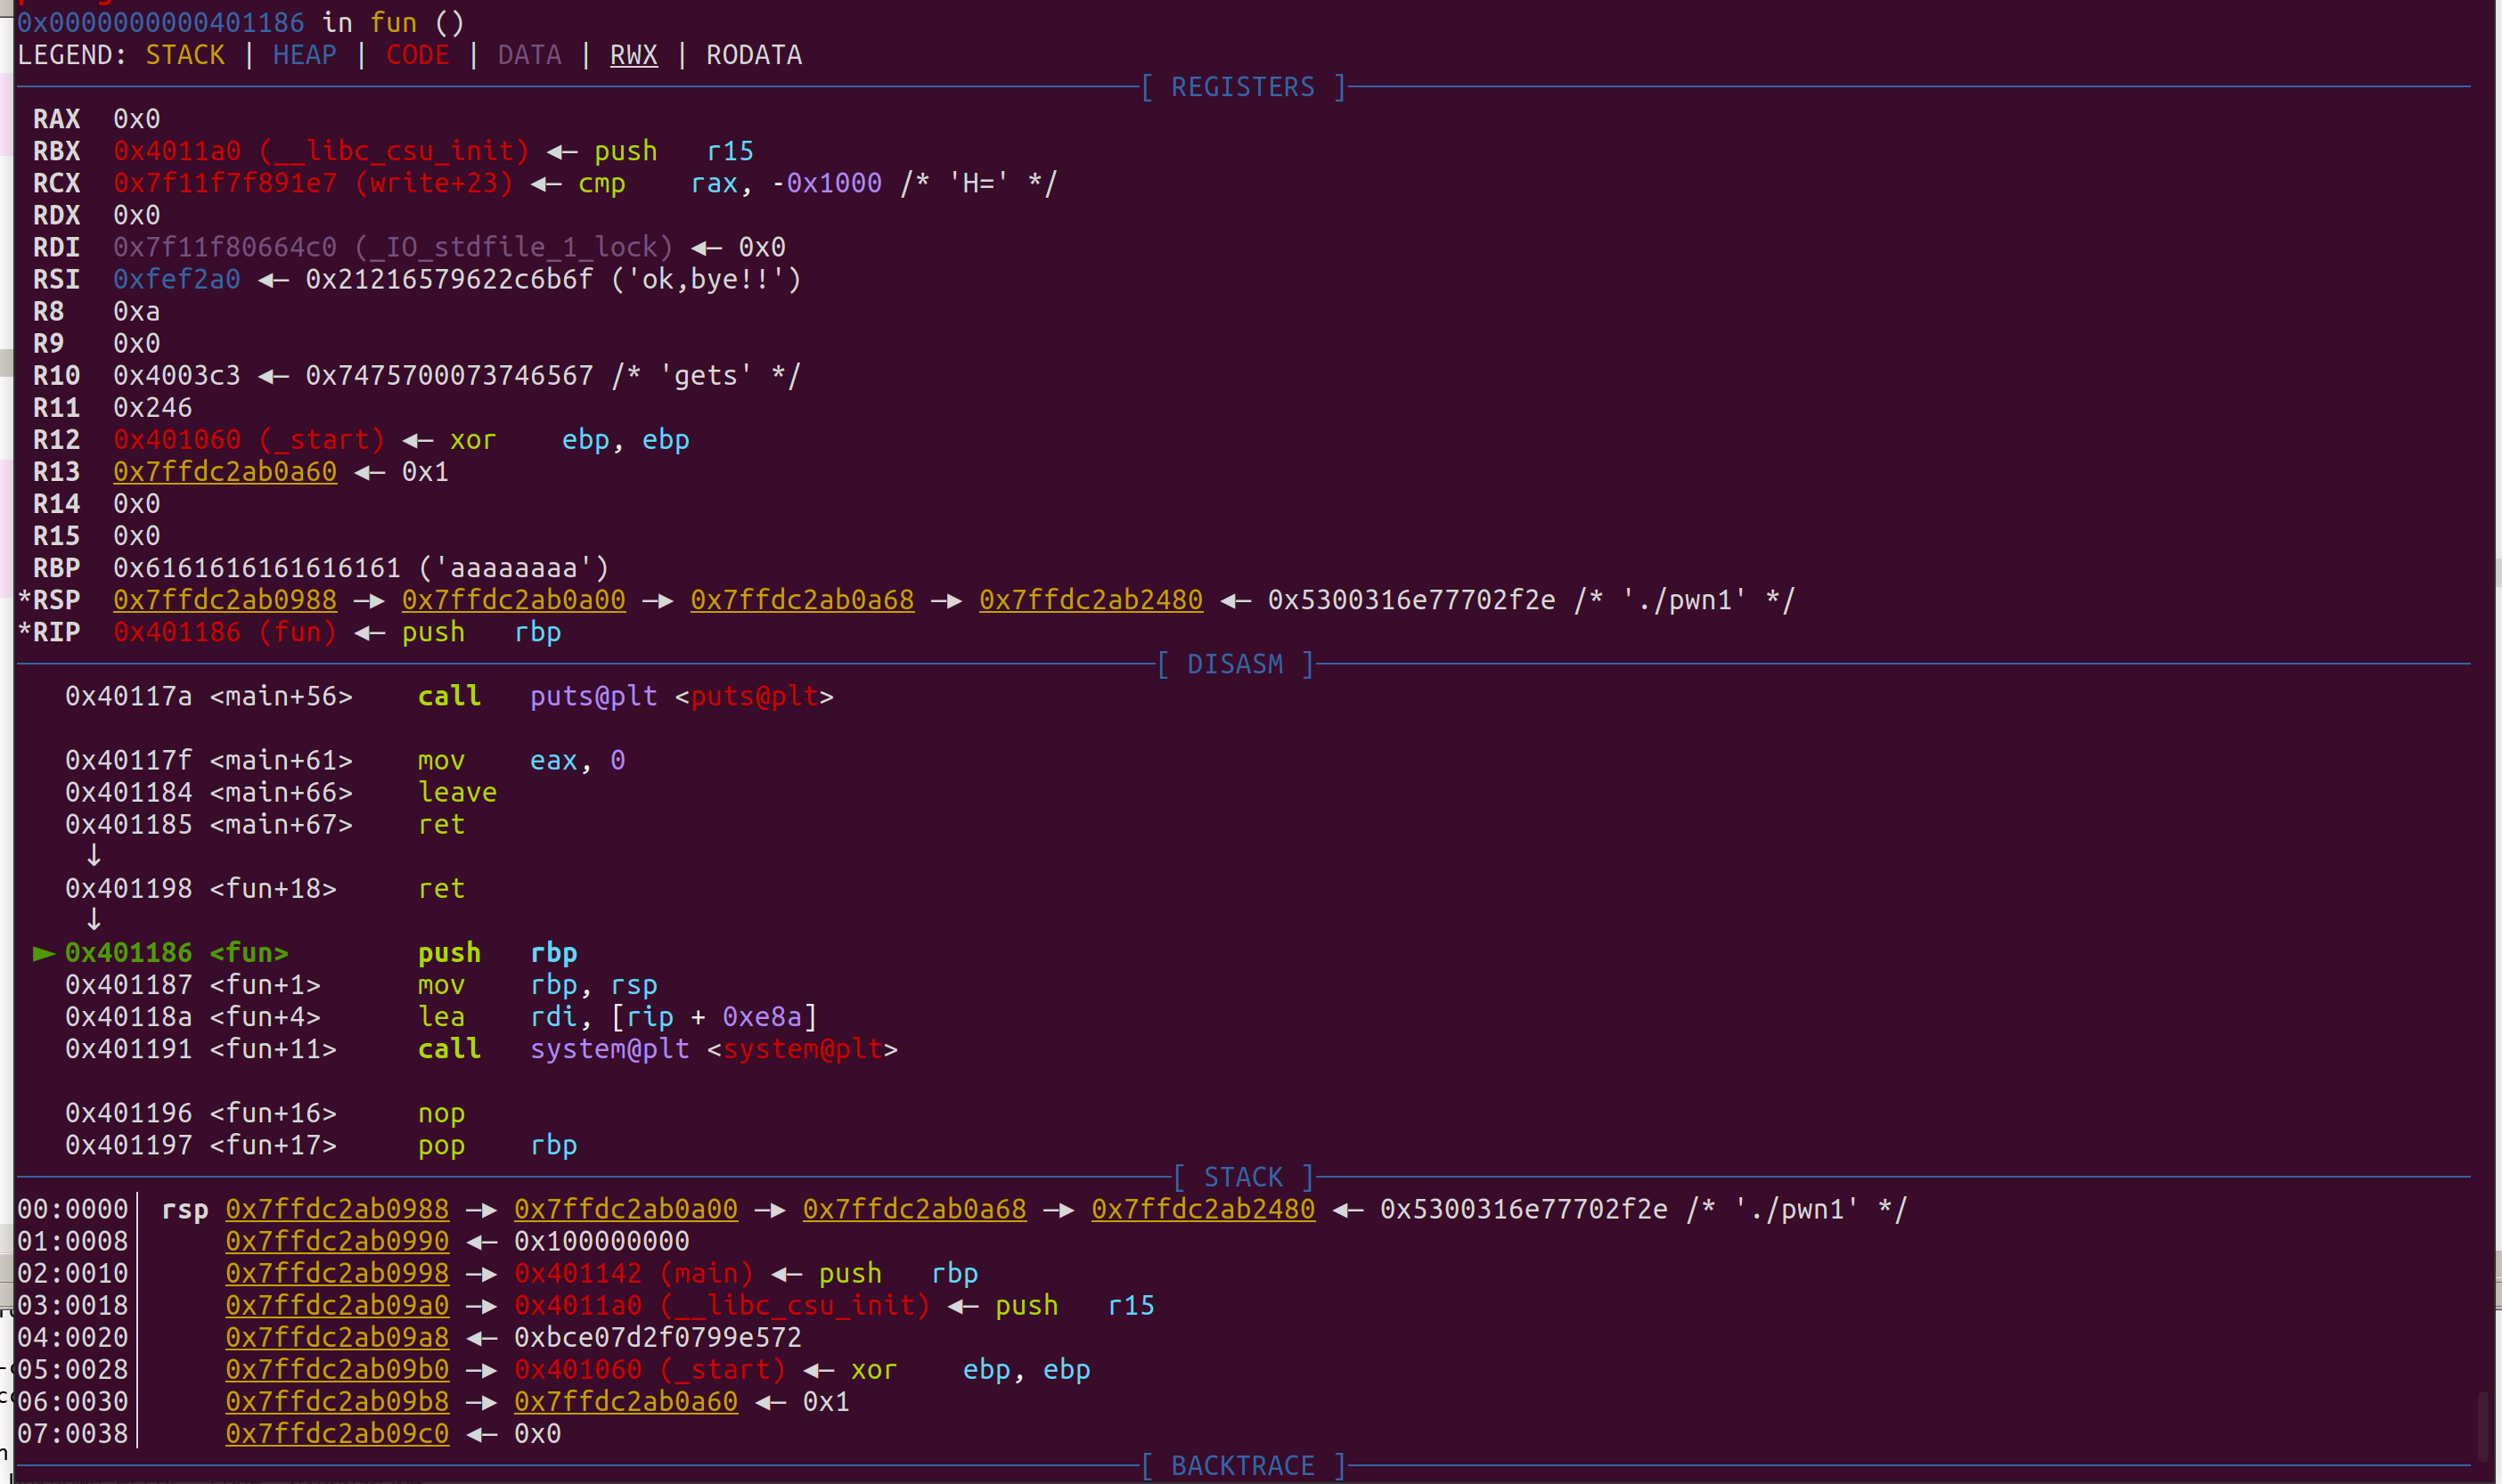 0x0000000000401186 in fun ()
LEGEND: STACK | HEAP | CODE | DATA | RWX | RODATA
[ REGISTERS ]
RAX 0x0
RBX 0x4011a0 (__libc_csu_init) ◂— push r15
RCX 0x7f11f7f891e7 (write+23) ◂— cmp rax, -0x1000 /* 'H=' */
RDX 0x0
RDI 0x7f11f80664c0 (_IO_stdfile_1_lock) ◂— 0x0
RSI 0xfef2a0 ◂— 0x21216579622c6b6f ('ok,bye!!')
R8 0xa
R9 0x0
R10 0x4003c3 ◂— 0x7475700073746567 /* 'gets' */
R11 0x246
R12 0x401060 (_start) ◂— xor ebp, ebp
R13 0x7ffdc2ab0a60 ◂— 0x1
R14 0x0
R15 0x0
RBP 0x6161616161616161 ('aaaaaaaa')
*RSP 0x7ffdc2ab0988 —▸ 0x7ffdc2ab0a00 —▸ 0x7ffdc2ab0a68 —▸ 0x7ffdc2ab2480 ◂— 0x5300316e77702f2e /* './pwn1' */
*RIP 0x401186 (fun) ◂— push rbp
[ DISASM ]
0x40117a <main+56> call puts@plt <puts@plt>
0x40117f <main+61> mov eax, 0
0x401184 <main+66> leave
0x401185 <main+67> ret
↓
0x401198 <fun+18> ret
↓
► 0x401186 <fun> push rbp
0x401187 <fun+1> mov rbp, rsp
0x40118a <fun+4> lea rdi, [rip + 0xe8a]
0x401191 <fun+11> call system@plt <system@plt>
0x401196 <fun+16> nop
0x401197 <fun+17> pop rbp
[ STACK ]
00:0000│ rsp 0x7ffdc2ab0988 —▸ 0x7ffdc2ab0a00 —▸ 0x7ffdc2ab0a68 —▸ 0x7ffdc2ab2480 ◂— 0x5300316e77702f2e /* './pwn1' */
01:0008│ 0x7ffdc2ab0990 ◂— 0x100000000
02:0010│ 0x7ffdc2ab0998 —▸ 0x401142 (main) ◂— push rbp
03:0018│ 0x7ffdc2ab09a0 —▸ 0x4011a0 (__libc_csu_init) ◂— push r15
04:0020│ 0x7ffdc2ab09a8 ◂— 0xbce07d2f0799e572
05:0028│ 0x7ffdc2ab09b0 —▸ 0x401060 (_start) ◂— xor ebp, ebp
06:0030│ 0x7ffdc2ab09b8 —▸ 0x7ffdc2ab0a60 ◂— 0x1
07:0038│ 0x7ffdc2ab09c0 ◂— 0x0
[ BACKTRACE ]